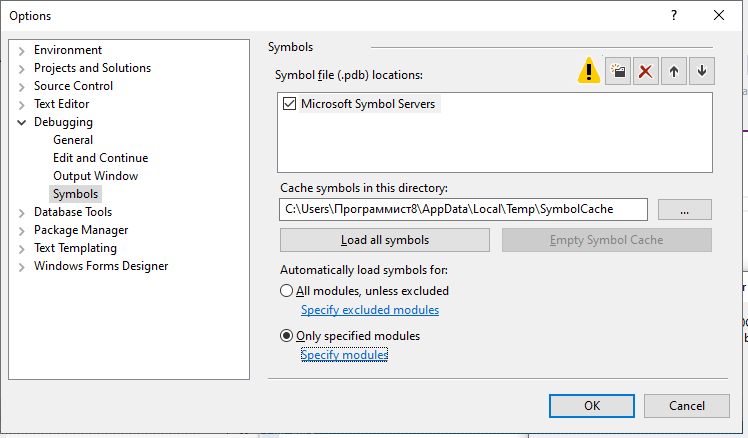 Options
?
Environment
Projects and Solutions
Source Control
Text Editor
Debugging
General
Edit and Continue
Output Window
Symbols
Database Tools
Package Manager
Text Templating
Windows Forms Designer
Symbols
Symbol file (.pdb) locations:
Microsoft Symbol Servers
Cache symbols in this directory:
C:\Users\Программист8\AppData\Local\Temp\SymbolCache
...
Load all symbols
Empty Symbol Cache
Automatically load symbols for:
All modules, unless excluded
Specify excluded modules
Only specified modules
Specify modules
OK
Cancel